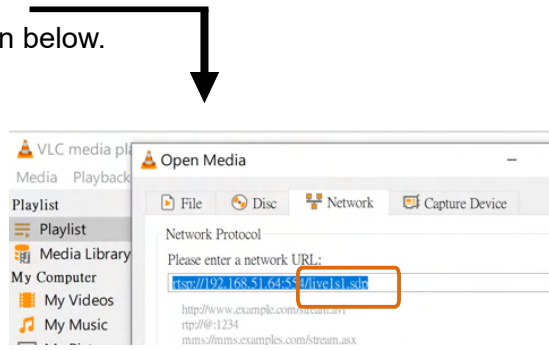 n below.
VLC media pl
Open Media
Media Playback
File Disc Network Capture Device
Playlist
Playlist
Media Library
My Computer
My Videos
My Music
Network Protocol
Please enter a network URL:
rtsp://192.168.51.64:554/live1s1.sdp
http://www.example.com/stream.avi
rtp://@:1234
mms://mms.examples.com/stream.asx